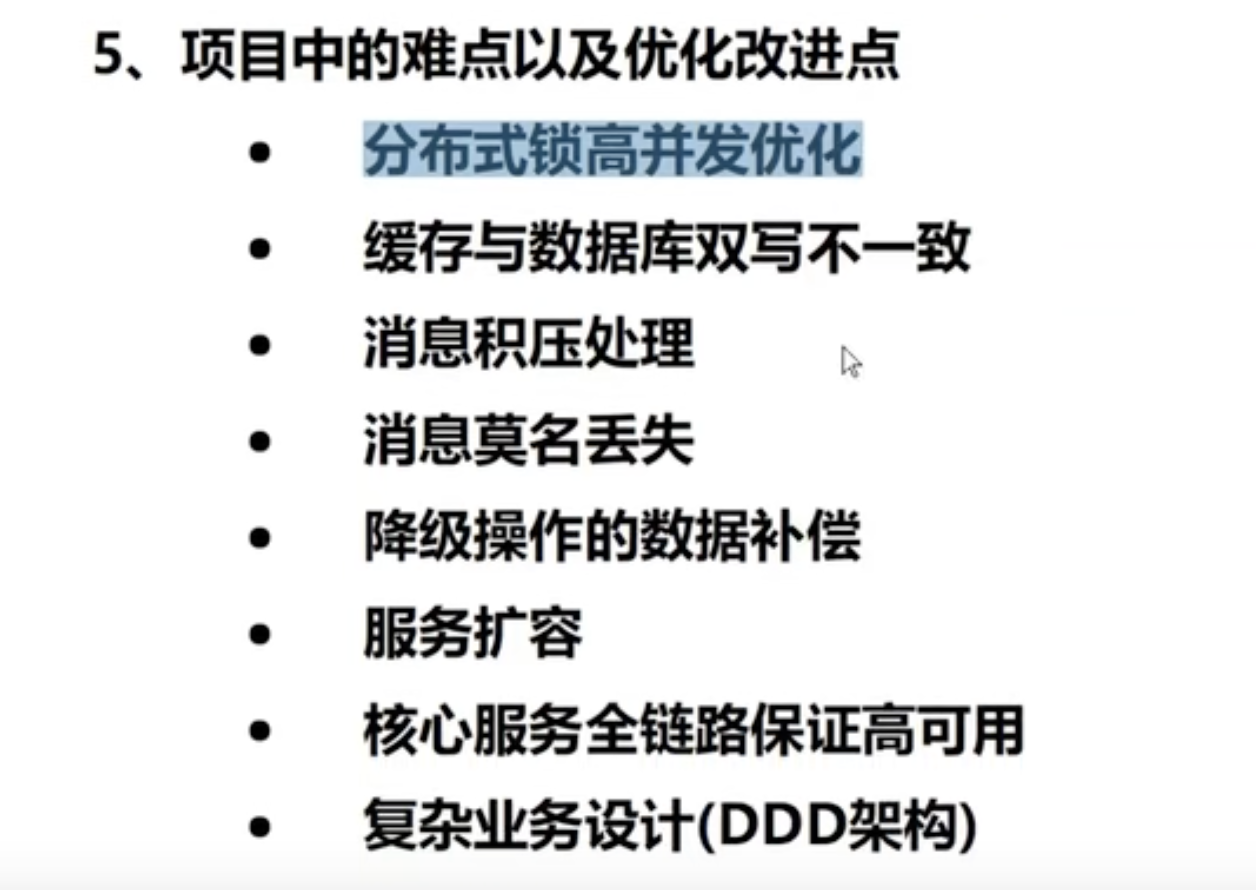 5、项目中的难点以及优化改进点
• 分布式锁高并发优化
• 缓存与数据库双写不一致
• 消息积压处理
• 消息莫名丢失
• 降级操作的数据补偿
• 服务扩容
• 核心服务全链路保证高可用
• 复杂业务设计(DDD架构)